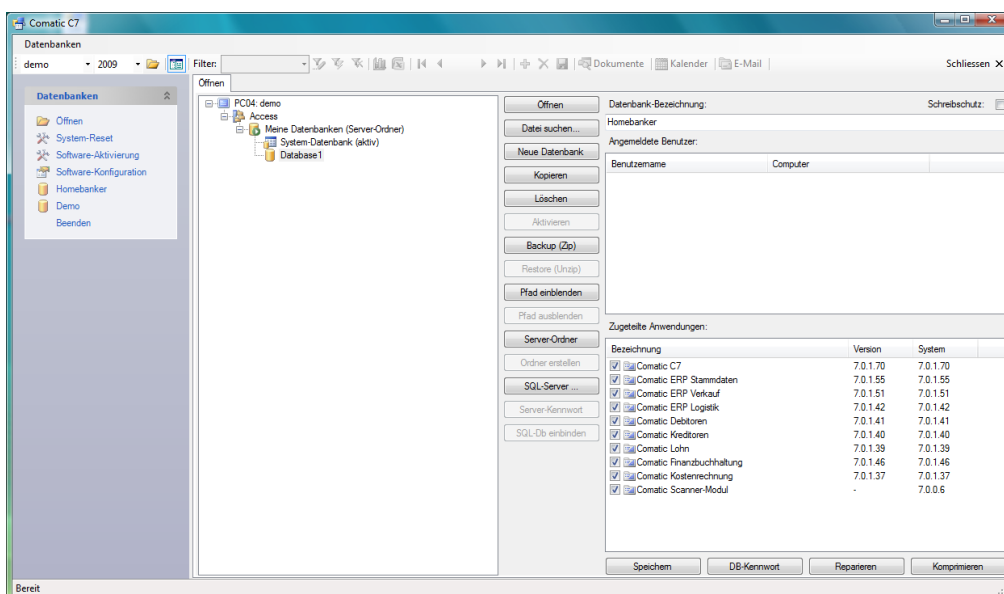 Comatic C7
Datenbanken
demo 2009 Filter: Dokumente Kalender E-Mail Schliessen X
Öffnen
Datenbanken
Öffnen
System-Reset
Software-Aktivierung
Software-Konfiguration
Homebanker
Demo
Beenden
PC04: demo
Access
Meine Datenbanken (Server-Ordner)
System-Datenbank (aktiv)
Database1
Öffnen
Datei suchen...
Neue Datenbank
Kopieren
Löschen
Aktivieren
Backup (Zip)
Restore (Unzip)
Pfad einblenden
Pfad ausblenden
Server-Ordner
Ordner erstellen
SQL-Server ...
Server-Kennwort
SQL-Db einbinden
Datenbank-Bezeichnung: Schreibschutz:
Homebanker
Angemeldete Benutzer:
Benutzername Computer
Zugeteilte Anwendungen:
Bezeichnung Version System
Comatic C7 7.0.1.70 7.0.1.70
Comatic ERP Stammdaten 7.0.1.55 7.0.1.55
Comatic ERP Verkauf 7.0.1.51 7.0.1.51
Comatic ERP Logistik 7.0.1.42 7.0.1.42
Comatic Debitoren 7.0.1.41 7.0.1.41
Comatic Kreditoren 7.0.1.40 7.0.1.40
Comatic Lohn 7.0.1.39 7.0.1.39
Comatic Finanzbuchhaltung 7.0.1.46 7.0.1.46
Comatic Kostenrechnung 7.0.1.37 7.0.1.37
Comatic Scanner-Modul - 7.0.0.6
Speichern DB-Kennwort Reparieren Komprimieren
Bereit